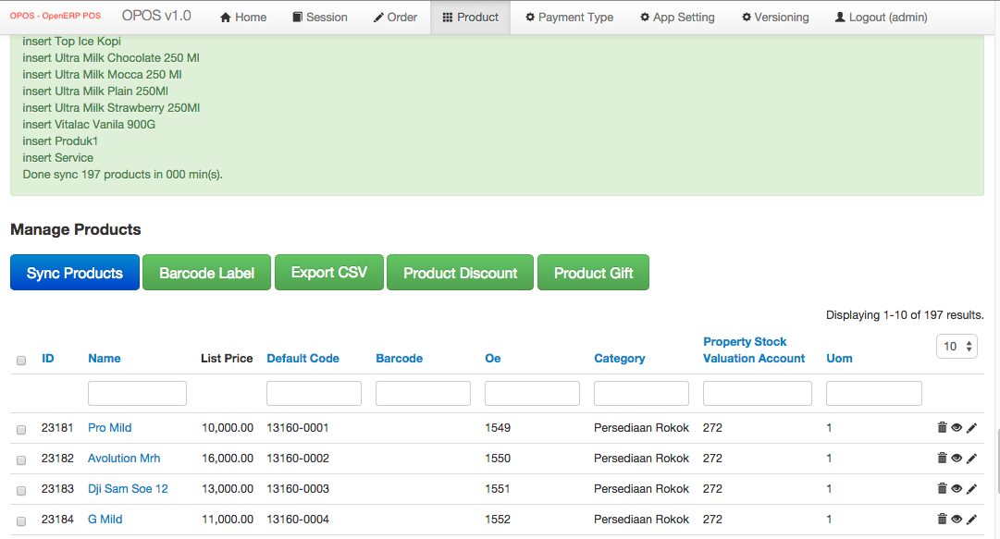 OPOS - OpenERP POS OPOS v1.0 Home Session Order Product Payment Type App Setting Versioning Logout (admin)
insert Top Ice Kopi
insert Ultra Milk Chocolate 250 Ml
insert Ultra Milk Mocca 250 Ml
insert Ultra Milk Plain 250Ml
insert Ultra Milk Strawberry 250Ml
insert Vitalac Vanila 900G
insert Produk1
insert Service
Done sync 197 products in 000 min(s).
Manage Products
Sync Products Barcode Label Export CSV Product Discount Product Gift
Displaying 1-10 of 197 results.
ID Name List Price Default Code Barcode Oe Category Property Stock Valuation Account Uom 10
23181 Pro Mild 10,000.00 13160-0001 1549 Persediaan Rokok 272 1
23182 Avolution Mrh 16,000.00 13160-0002 1550 Persediaan Rokok 272 1
23183 Dji Sam Soe 12 13,000.00 13160-0003 1551 Persediaan Rokok 272 1
23184 G Mild 11,000.00 13160-0004 1552 Persediaan Rokok 272 1